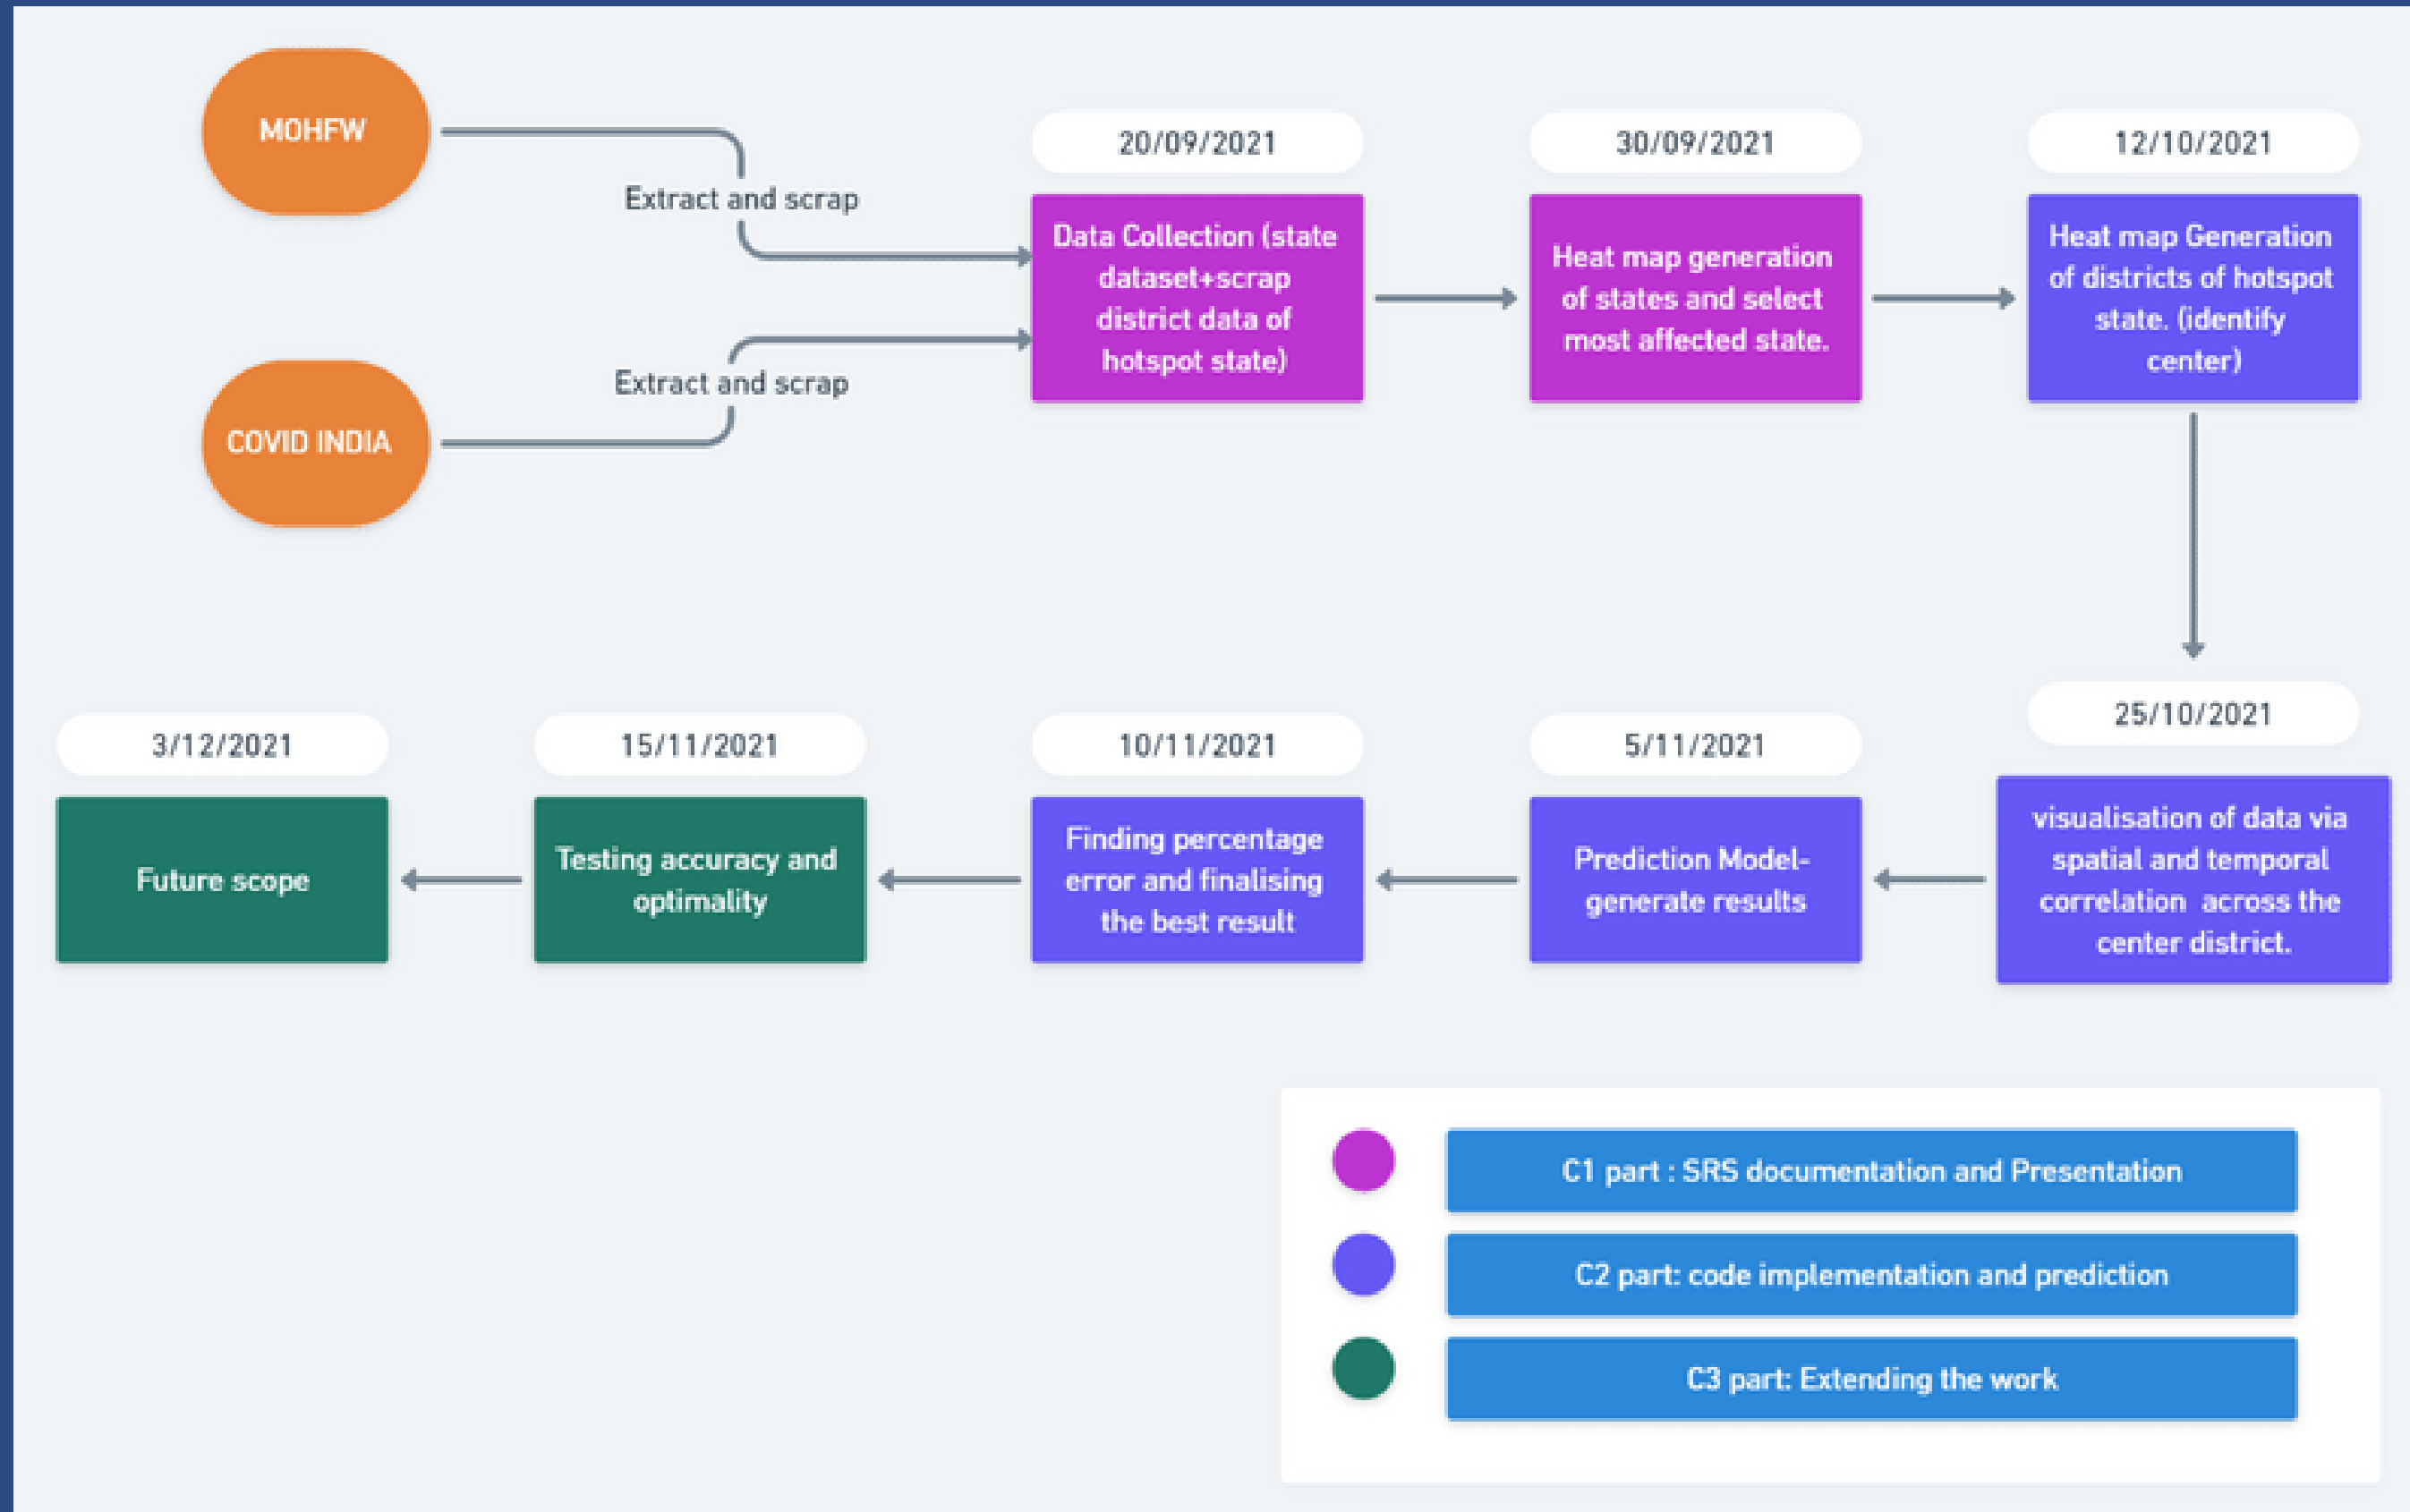 MOHFW
Extract and scrap
COVID INDIA
Extract and scrap
20/09/2021
Data Collection (state
dataset+scrap
district data of
hotspot state)
30/09/2021
Heat map generation
of states and select
most affected state.
12/10/2021
Heat map Generation
of districts of hotspot
state. (identify
center)
25/10/2021
visualisation of data via
spatial and temporal
correlation across the
center district.
5/11/2021
Prediction Model-
generate results
10/11/2021
Finding percentage
error and finalising
the best result
15/11/2021
Testing accuracy and
optimality
3/12/2021
Future scope
C1 part : SRS documentation and Presentation
C2 part: code implementation and prediction
C3 part: Extending the work